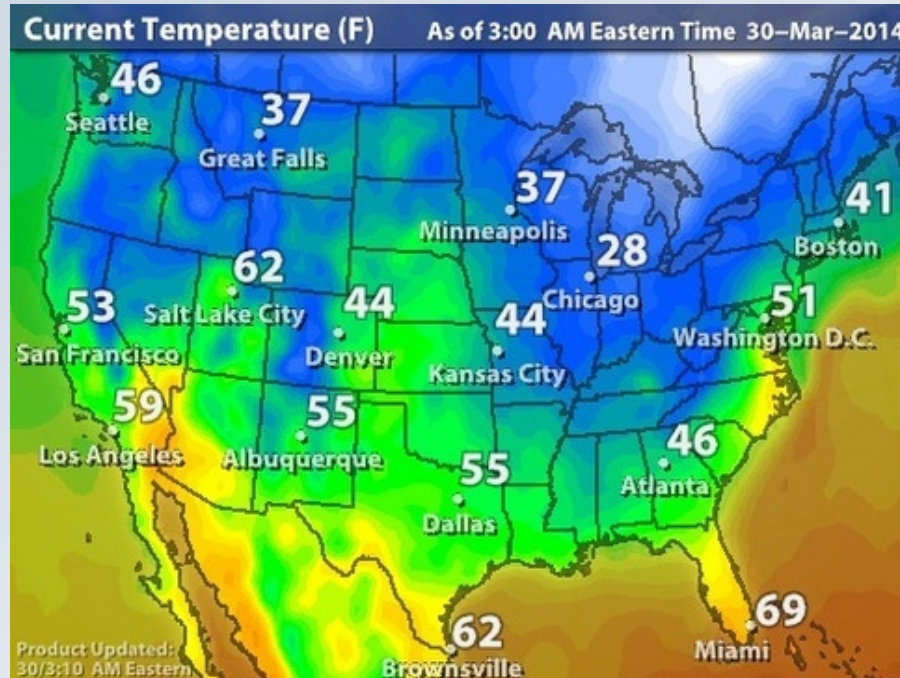 Current Temperature (F) As of 3:00 AM Eastern Time 30-Mar-2014
46
Seattle
37
Great Falls
37
Minneapolis
41
Boston
28
Chicago
62
Salt Lake City
53
San Francisco
44
Denver
44
Kansas City
51
Washington D.C.
59
Los Angeles
55
Albuquerque
55
Dallas
46
Atlanta
62
Brownsville
69
Miami
Product Updated:
30/3:10 AM Eastern